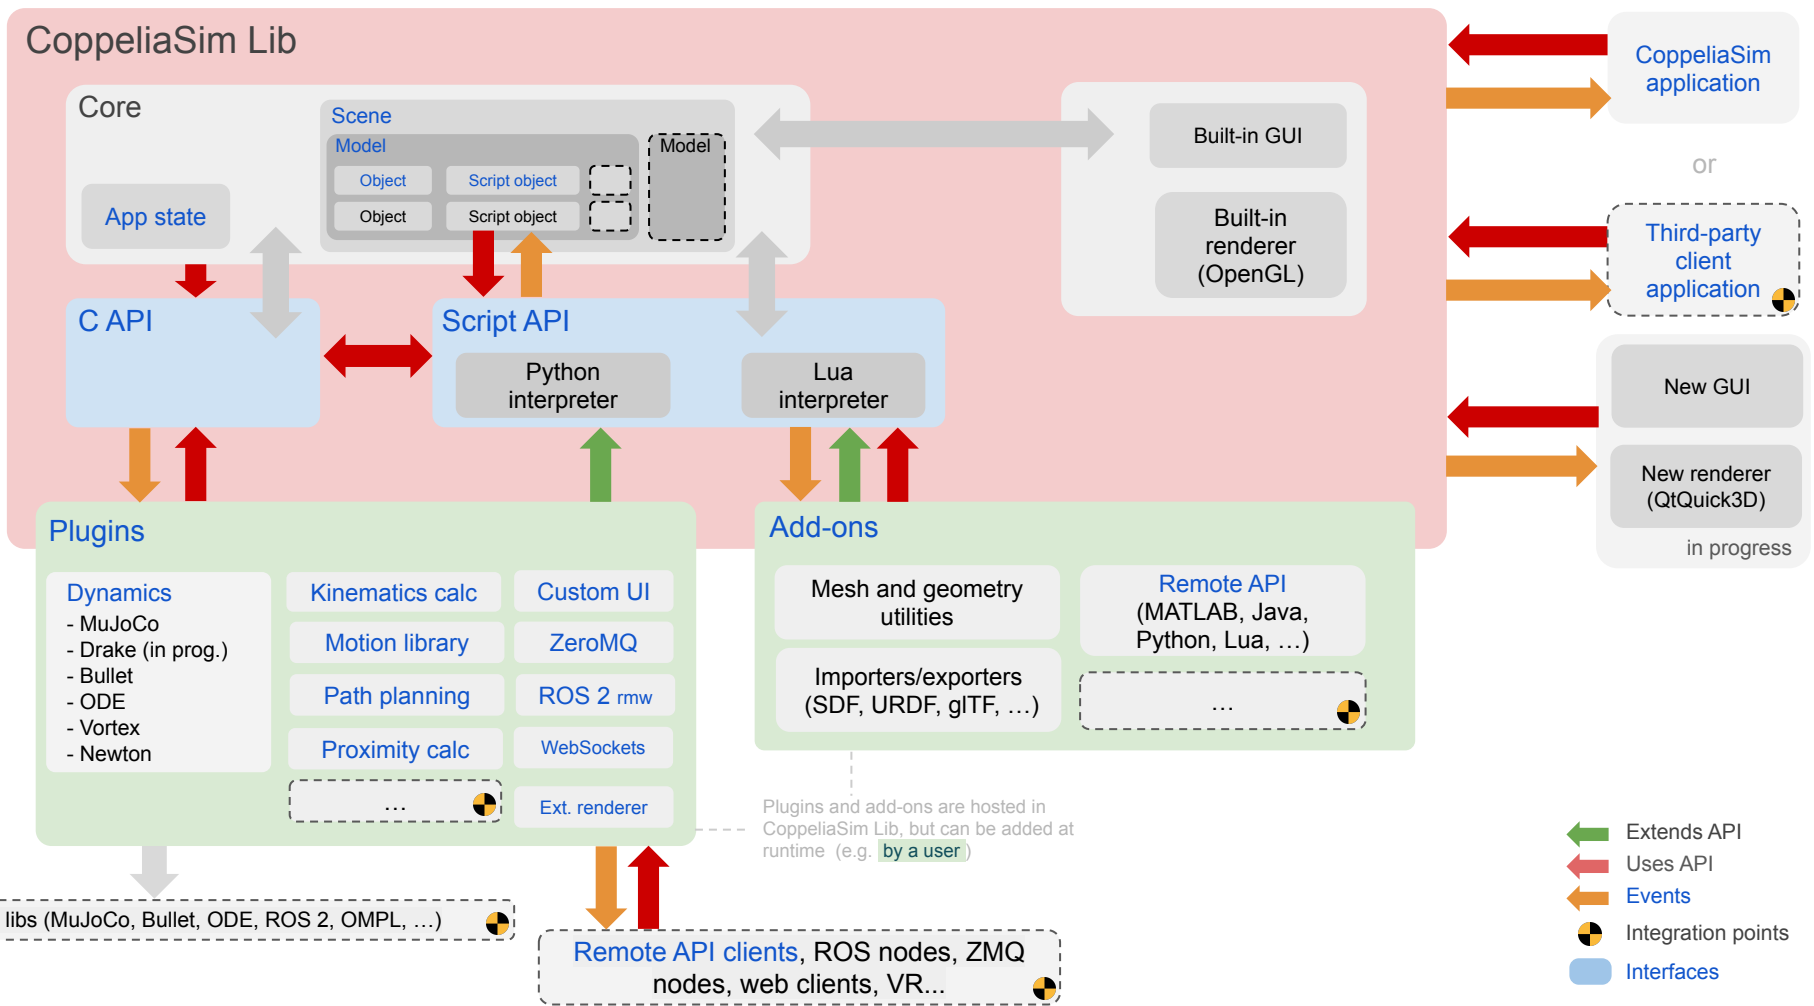 CoppeliaSim Lib
Core
Scene
Model
Object
Script object
Object
Script object
Model
App state
Built-in GUI
Built-in
renderer
(OpenGL)
CoppeliaSim
application
or
Third-party
client
application
C API
Script API
Python
interpreter
Lua
interpreter
New GUI
New renderer
(QtQuick3D)
in progress
Plugins
Dynamics
- MuJoCo
- Drake (in prog.)
- Bullet
- ODE
- Vortex
- Newton
Kinematics calc
Motion library
Path planning
Proximity calc
...
Custom UI
ZeroMQ
ROS 2 rmw
WebSockets
Ext. renderer
Add-ons
Mesh and geometry
utilities
Importers/exporters
(SDF, URDF, glTF, ...)
Remote API
(MATLAB, Java,
Python, Lua, ...)
...
Plugins and add-ons are hosted in
CoppeliaSim Lib, but can be added at
runtime (e.g. by a user)
libs (MuJoCo, Bullet, ODE, ROS 2, OMPL, ...)
Remote API clients, ROS nodes, ZMQ
nodes, web clients, VR...
Extends API
Uses API
Events
Integration points
Interfaces